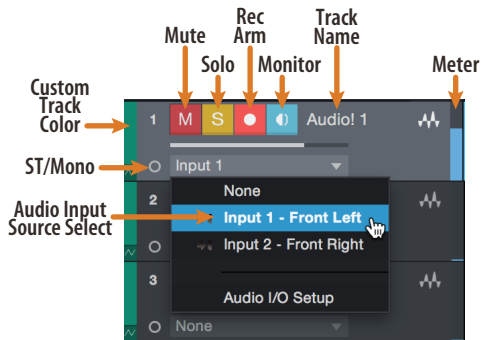 Rec
Arm
Track
Name
Mute
Solo
Monitor
Meter
Custom
Track
Color
1 M S Audio! 1
ST/Mono
Input 1
None
2
Audio Input
Source Select
Input 1 - Front Left
Input 2 - Front Right
3
Audio I/O Setup
None